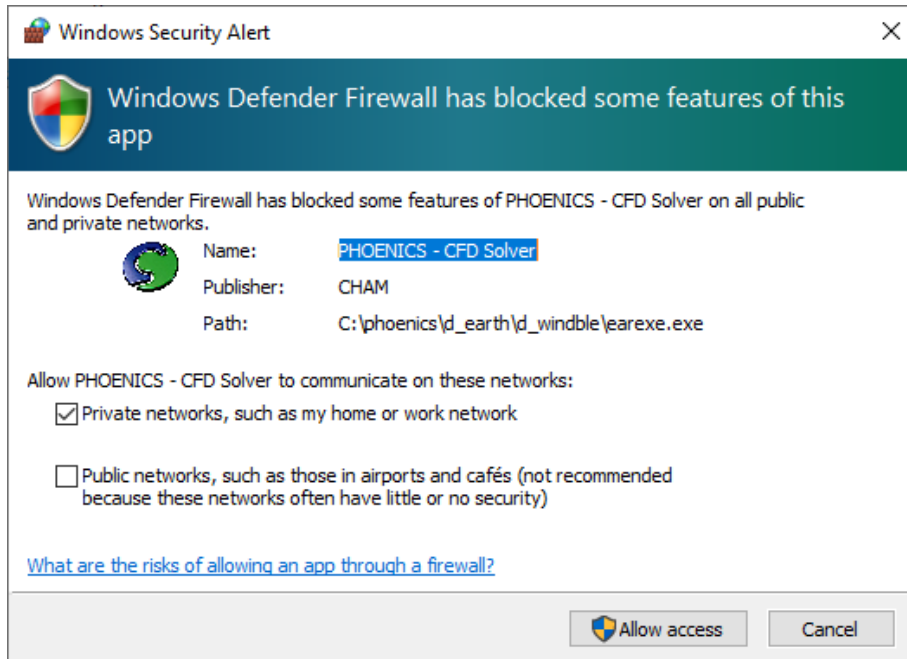 Windows Security Alert
Windows Defender Firewall has blocked some features of this
app
Windows Defender Firewall has blocked some features of PHOENICS - CFD Solver on all public
and private networks.
Name: PHOENICS - CFD Solver
Publisher: CHAM
Path: C:\phoenics\d_earth\d_windble\earexe.exe
Allow PHOENICS - CFD Solver to communicate on these networks:
Private networks, such as my home or work network
Public networks, such as those in airports and cafés (not recommended
because these networks often have little or no security)
What are the risks of allowing an app through a firewall?
Allow access Cancel